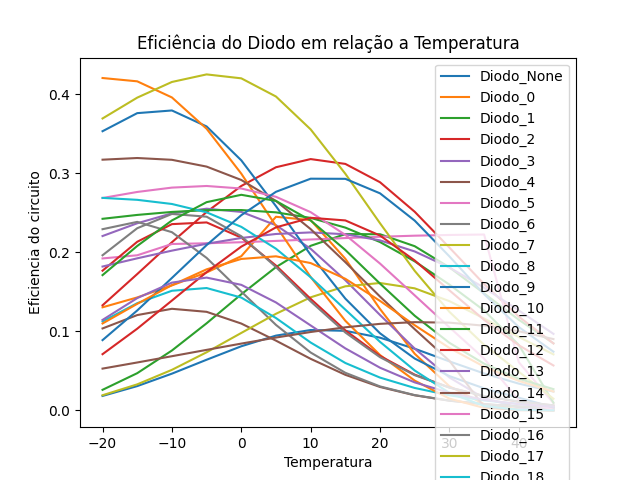 Eficiência do Diodo em relação a Temperatura
Eficiencia do circuito
0.4
0.3
0.2
0.1
0.0
−20
−10
0
10
20
30
40
Temperatura
Diodo_None
Diodo_0
Diodo_1
Diodo_2
Diodo_3
Diodo_4
Diodo_5
Diodo_6
Diodo_7
Diodo_8
Diodo_9
Diodo_10
Diodo_11
Diodo_12
Diodo_13
Diodo_14
Diodo_15
Diodo_16
Diodo_17
Diodo_18